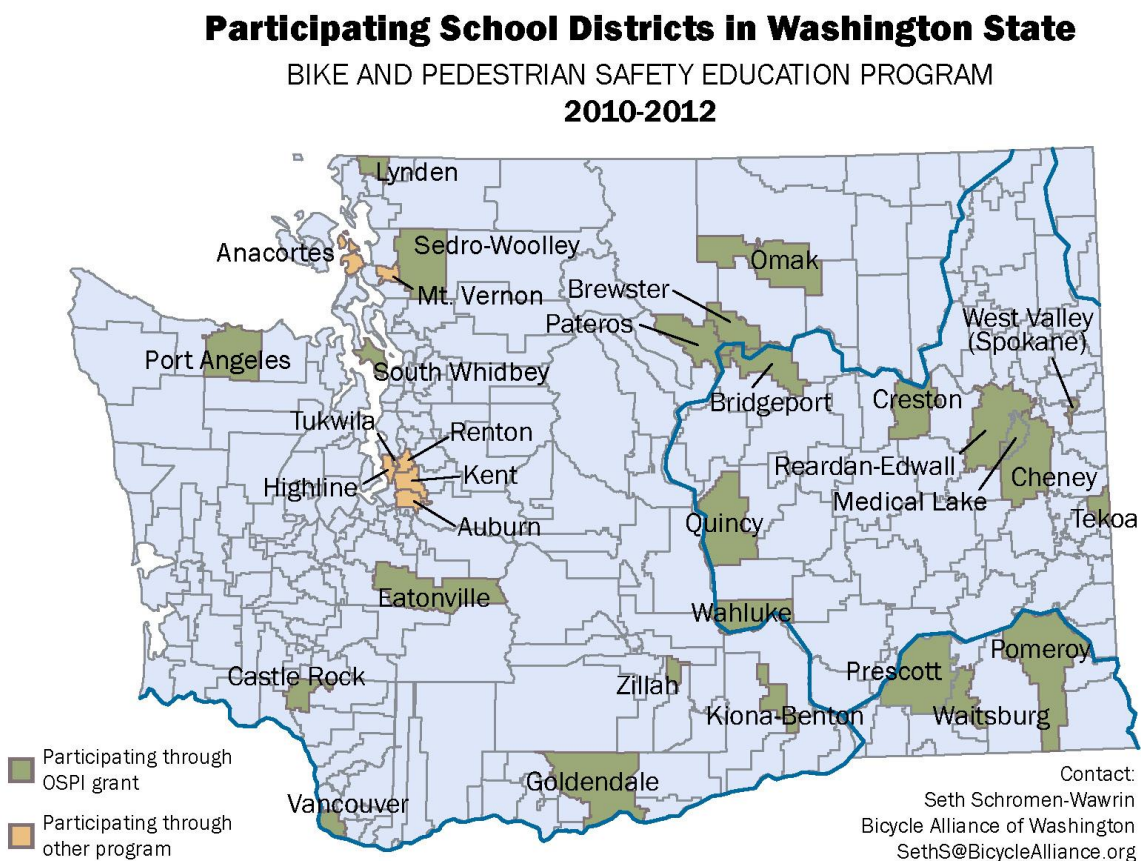 Participating School Districts in Washington State
BIKE AND PEDESTRIAN SAFETY EDUCATION PROGRAM
2010-2012
Lynden
Anacortes
Sedro-Woolley
Mt. Vernon
Omak
Brewster
Pateros
West Valley
(Spokane)
Port Angeles
South Whidbey
Bridgeport
Creston
Tukwila
Renton
Reardan-Edwall
Kent
Highline
Medical Lake
Cheney
Auburn
Quincy
Tekoa
Eatonville
Wahluke
Castle Rock
Zillah
Prescott
Pomeroy
Kiona-Benton
Waitsburg
Goldendale
Vancouver
Participating through
OSPI grant
Participating through
other program
Contact:
Seth Schromen-Wawrin
Bicycle Alliance of Washington
SethS@BicycleAlliance.org